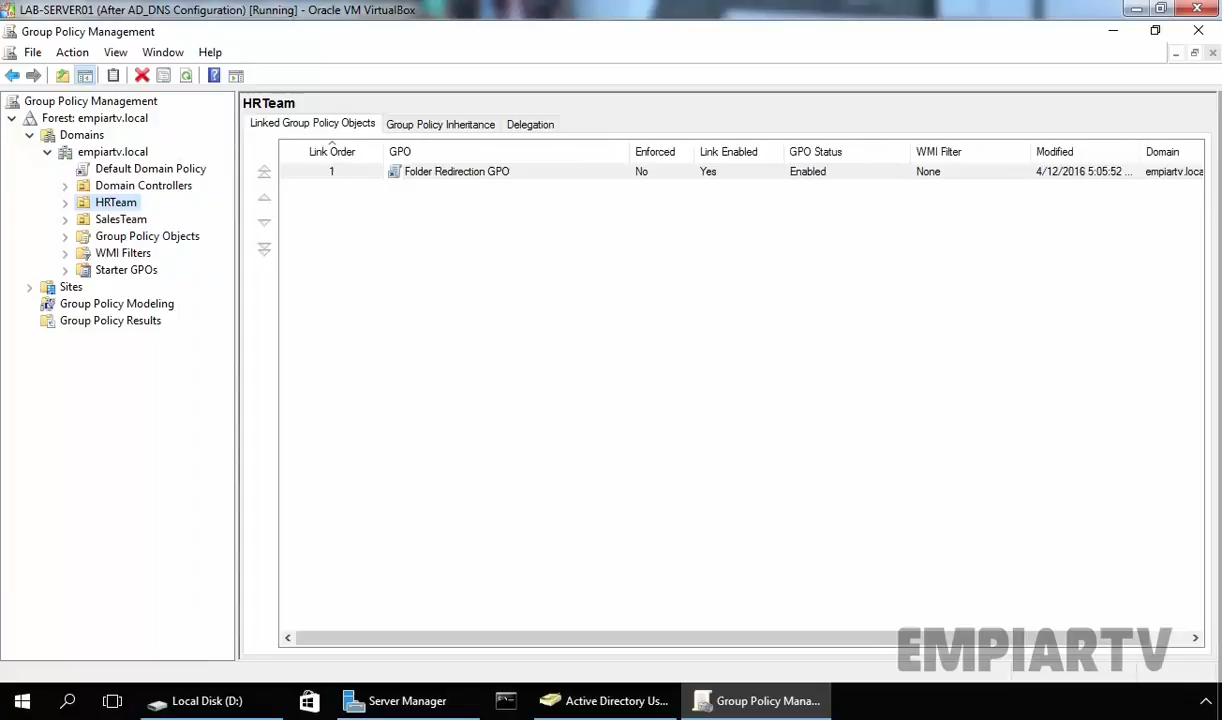 LAB-SERVER01 (After AD_DNS Configuration) [Running] - Oracle VM VirtualBox
Group Policy Management
File Action View Window Help
Group Policy Management
Forest: empiartv.local
Domains
empiartv.local
Default Domain Policy
Domain Controllers
HRTeam
SalesTeam
Group Policy Objects
WMI Filters
Starter GPOs
Sites
Group Policy Modeling
Group Policy Results
HRTeam
Linked Group Policy Objects Group Policy Inheritance Delegation
Link Order GPO Enforced Link Enabled GPO Status WMI Filter Modified Domain
1 Folder Redirection GPO No Yes Enabled None 4/12/2016 5:05:52 ... empiartv.loca
EMPIARTV
Local Disk (D:) Server Manager Active Directory Us... Group Policy Mana...